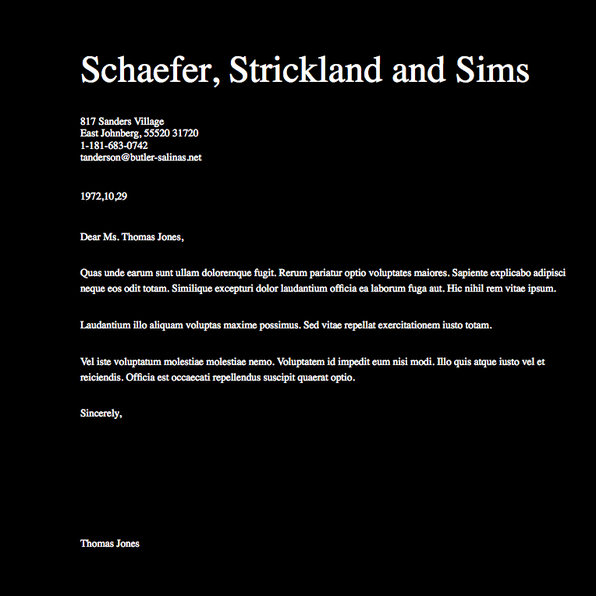 Schaefer, Strickland and Sims
817 Sanders Village
East Johnberg, 55520 31720
1-181-683-0742
tanderson@butler-salinas.net
1972,10,29
Dear Ms. Thomas Jones,
Quas unde earum sunt ullam doloremque fugit. Rerum pariatur optio voluptates maiores. Sapiente explicabo adipisci
neque eos odit totam. Similique excepturi dolor laudantium officia ea laborum fuga aut. Hic nihil rem vitae ipsum.
Laudantium illo aliquam voluptas maxime possimus. Sed vitae repellat exercitationem iusto totam.
Vel iste voluptatum molestiae molestiae nemo. Voluptatem id impedit eum nisi modi. Illo quis atque iusto vel et
reiciendis. Officia est occaecati repellendus suscipit quaerat optio.
Sincerely,
Thomas Jones